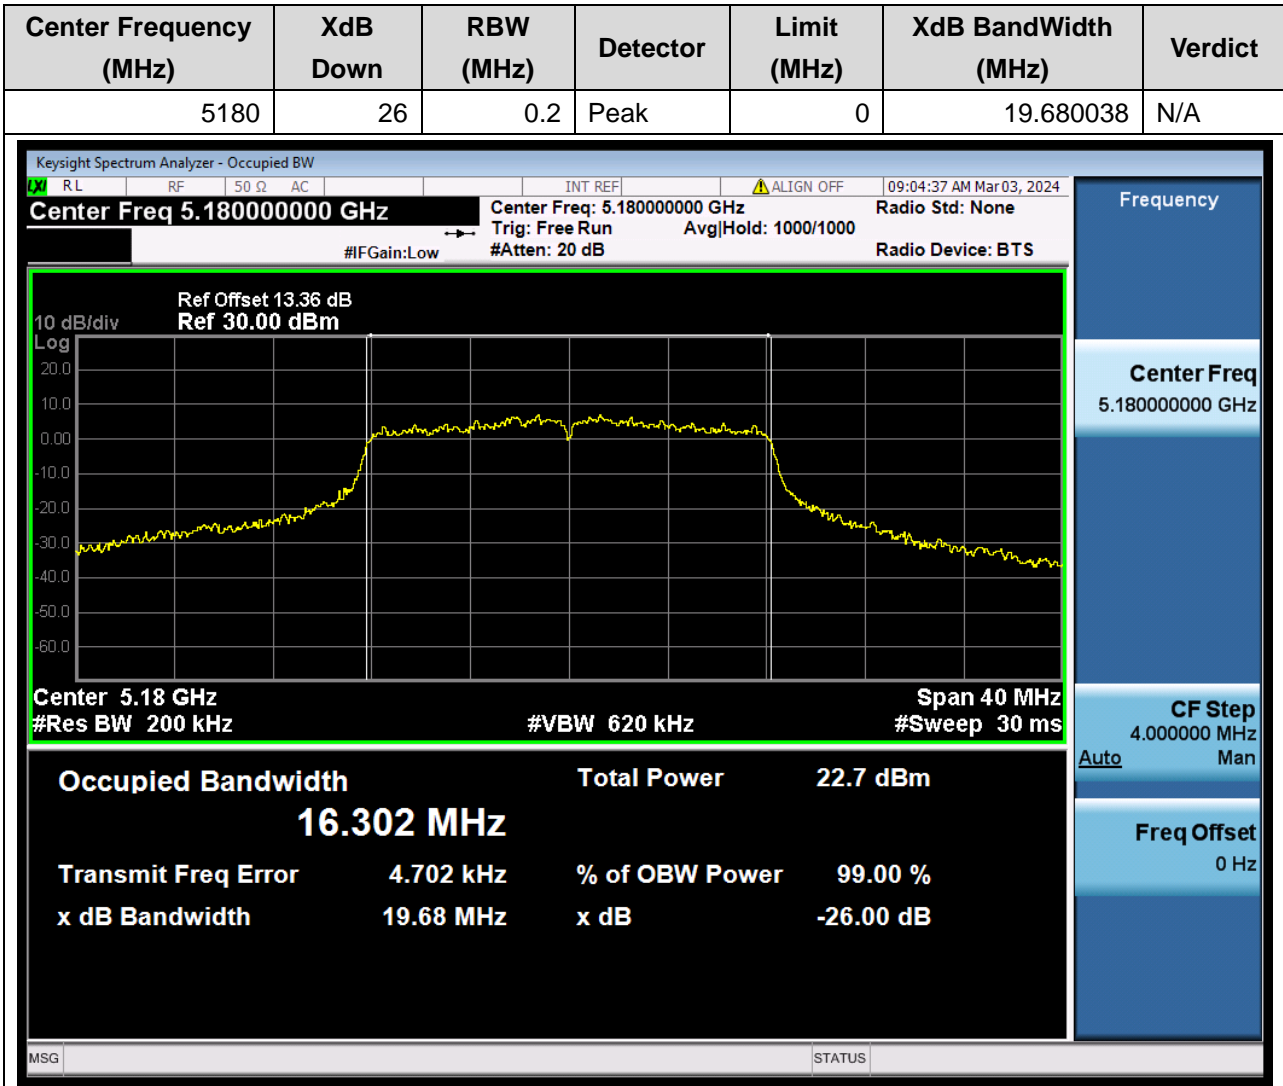 Center Frequency (MHz) XdB Down RBW (MHz) Detector Limit (MHz) XdB BandWidth (MHz) Verdict
5180 26 0.2 Peak 0 19.680038 N/A
Keysight Spectrum Analyzer - Occupied BW
LXI RL RF 50 Ω AC INT REF ALIGN OFF 09:04:37 AM Mar 03, 2024
Center Freq 5.180000000 GHz
Center Freq: 5.180000000 GHz Radio Std: None
Trig: Free Run Avg|Hold: 1000/1000
#IFGain:Low #Atten: 20 dB Radio Device: BTS
Ref Offset 13.36 dB
10 dB/div Ref 30.00 dBm
Log
20.0
10.0
0.00
-10.0
-20.0
-30.0
-40.0
-50.0
-60.0
Center 5.18 GHz Span 40 MHz
#Res BW 200 kHz #VBW 620 kHz #Sweep 30 ms
Occupied Bandwidth Total Power 22.7 dBm
16.302 MHz
Transmit Freq Error 4.702 kHz % of OBW Power 99.00 %
x dB Bandwidth 19.68 MHz x dB -26.00 dB
Frequency
Center Freq
5.180000000 GHz
CF Step
4.000000 MHz
Auto Man
Freq Offset
0 Hz
MSG STATUS